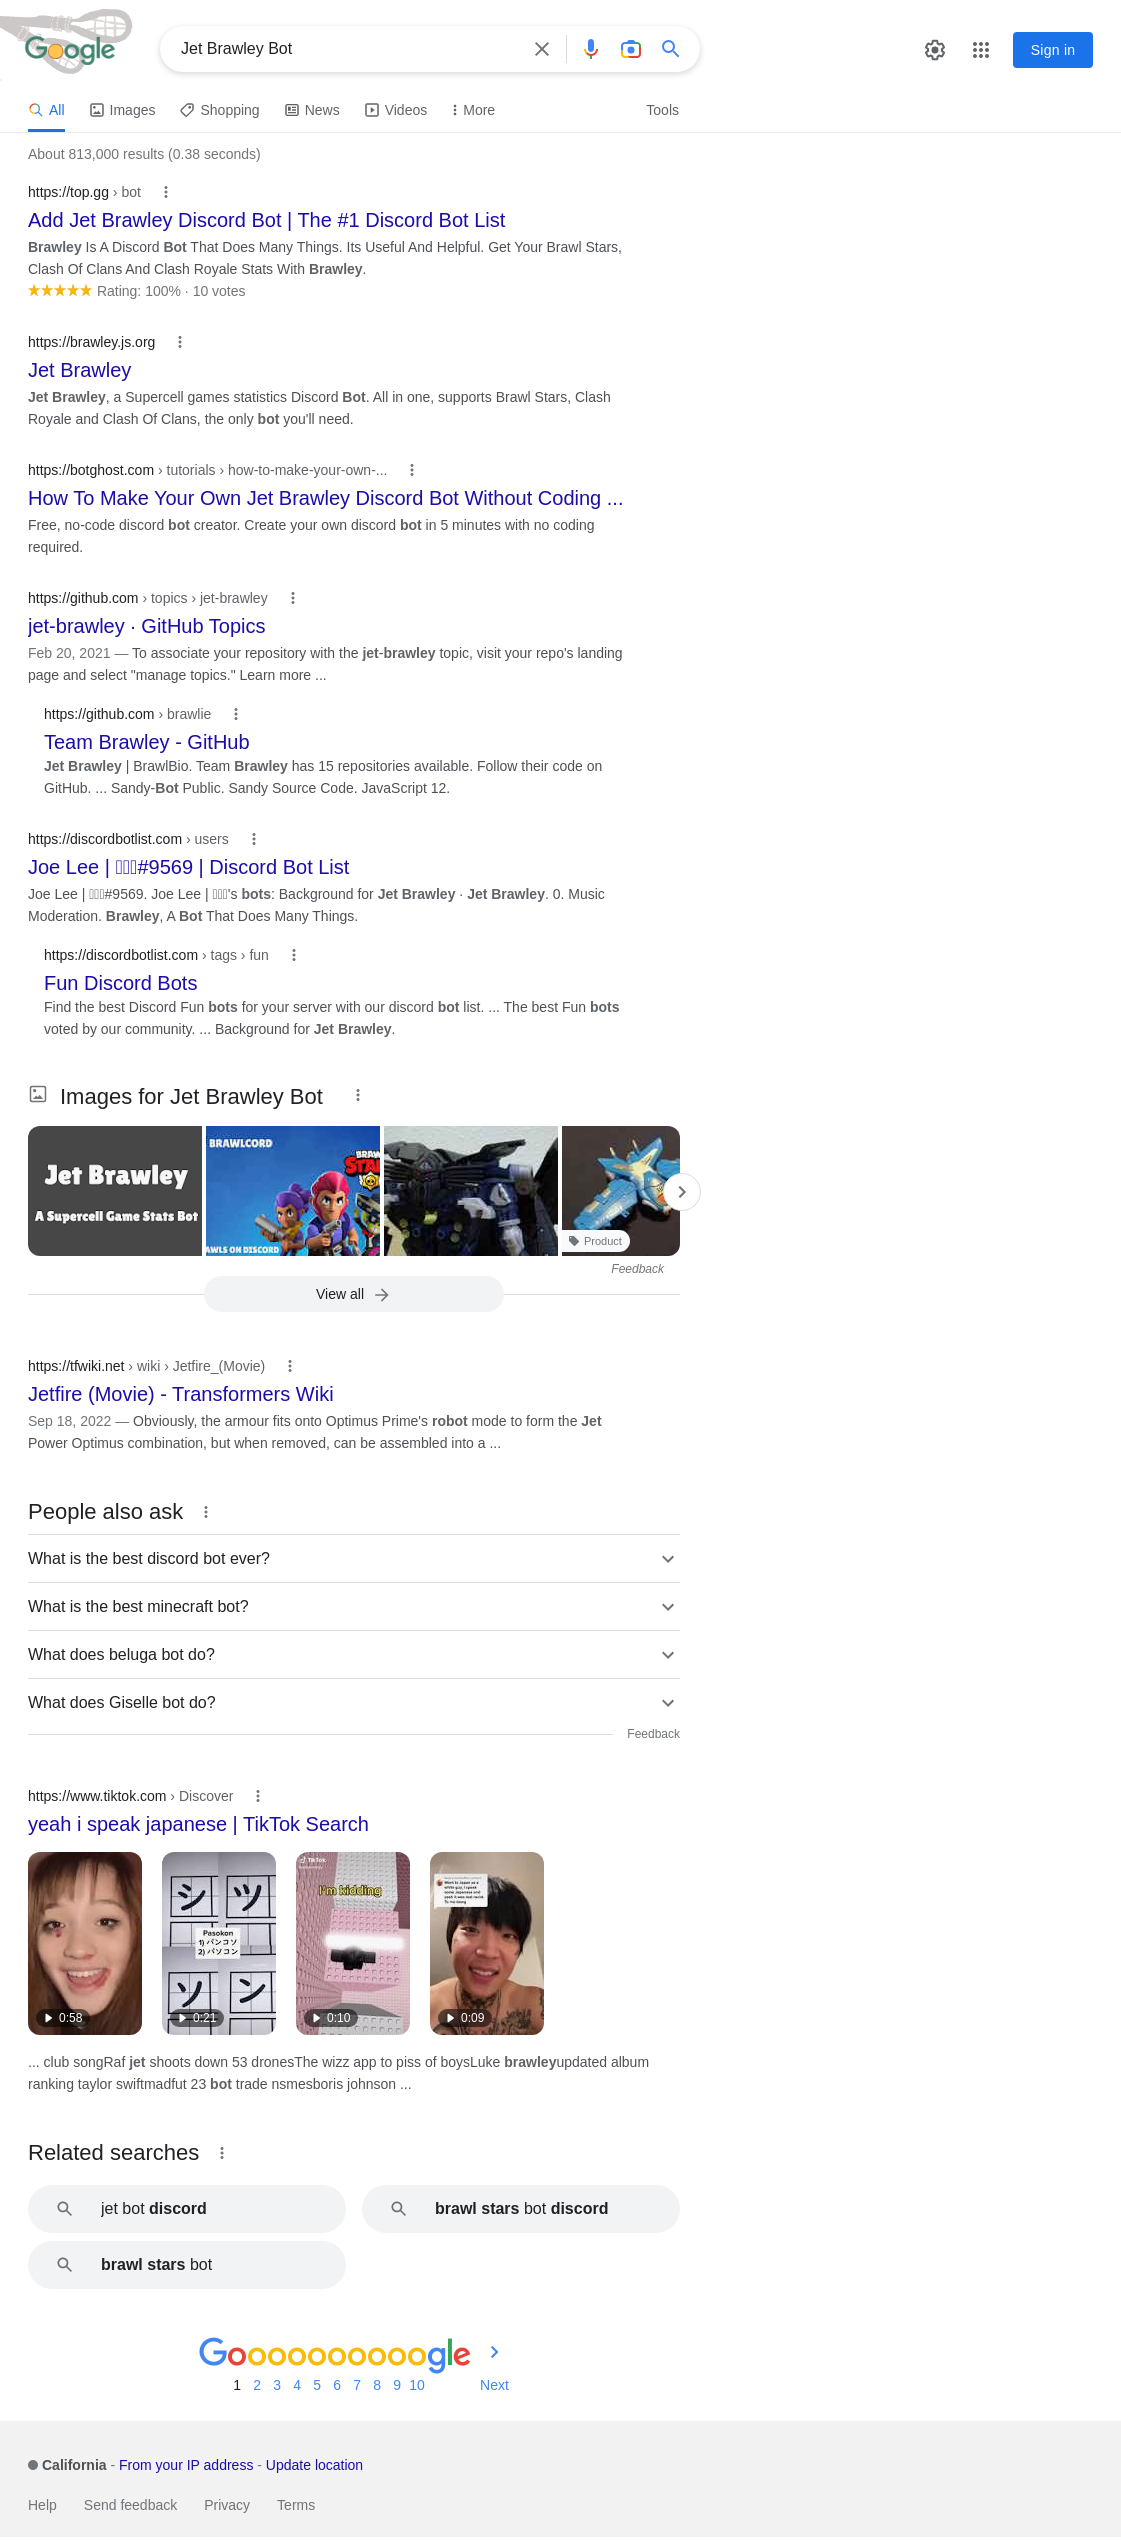 Google
Jet Brawley Bot
Sign in
All Images Shopping News Videos More Tools
About 813,000 results (0.38 seconds)
https://top.gg › bot
Add Jet Brawley Discord Bot | The #1 Discord Bot List
Brawley Is A Discord Bot That Does Many Things. Its Useful And Helpful. Get Your Brawl Stars,
Clash Of Clans And Clash Royale Stats With Brawley.
Rating: 100% · 10 votes
https://brawley.js.org
Jet Brawley
Jet Brawley, a Supercell games statistics Discord Bot. All in one, supports Brawl Stars, Clash
Royale and Clash Of Clans, the only bot you'll need.
https://botghost.com › tutorials › how-to-make-your-own-...
How To Make Your Own Jet Brawley Discord Bot Without Coding ...
Free, no-code discord bot creator. Create your own discord bot in 5 minutes with no coding
required.
https://github.com › topics › jet-brawley
jet-brawley · GitHub Topics
Feb 20, 2021 — To associate your repository with the jet-brawley topic, visit your repo's landing
page and select "manage topics." Learn more ...
https://github.com › brawlie
Team Brawley - GitHub
Jet Brawley | BrawlBio. Team Brawley has 15 repositories available. Follow their code on
GitHub. ... Sandy-Bot Public. Sandy Source Code. JavaScript 12.
https://discordbotlist.com › users
Joe Lee | #9569 | Discord Bot List
Joe Lee | #9569. Joe Lee | 's bots: Background for Jet Brawley · Jet Brawley. 0. Music
Moderation. Brawley, A Bot That Does Many Things.
https://discordbotlist.com › tags › fun
Fun Discord Bots
Find the best Discord Fun bots for your server with our discord bot list. ... The best Fun bots
voted by our community. ... Background for Jet Brawley.
Images for Jet Brawley Bot
Jet Brawley
A Supercell Game Stats Bot
BRAWLCORD
BRAW
STA
AWLS ON DISCORD
Product
Feedback
View all
https://tfwiki.net › wiki › Jetfire_(Movie)
Jetfire (Movie) - Transformers Wiki
Sep 18, 2022 — Obviously, the armour fits onto Optimus Prime's robot mode to form the Jet
Power Optimus combination, but when removed, can be assembled into a ...
People also ask
What is the best discord bot ever?
What is the best minecraft bot?
What does beluga bot do?
What does Giselle bot do?
Feedback
https://www.tiktok.com › Discover
yeah i speak japanese | TikTok Search
シ ツ
Pasokon
1) パンコソ
2) パソコン
ソ ン
TikTok
I'm kidding
0:58 0:21 0:10 0:09
... club songRaf jet shoots down 53 dronesThe wizz app to piss of boysLuke brawleyupdated album
ranking taylor swiftmadfut 23 bot trade nsmesboris johnson ...
Related searches
jet bot discord
brawl stars bot discord
brawl stars bot
Goooooooooogle
1 2 3 4 5 6 7 8 9 10 Next
California - From your IP address - Update location
Help Send feedback Privacy Terms